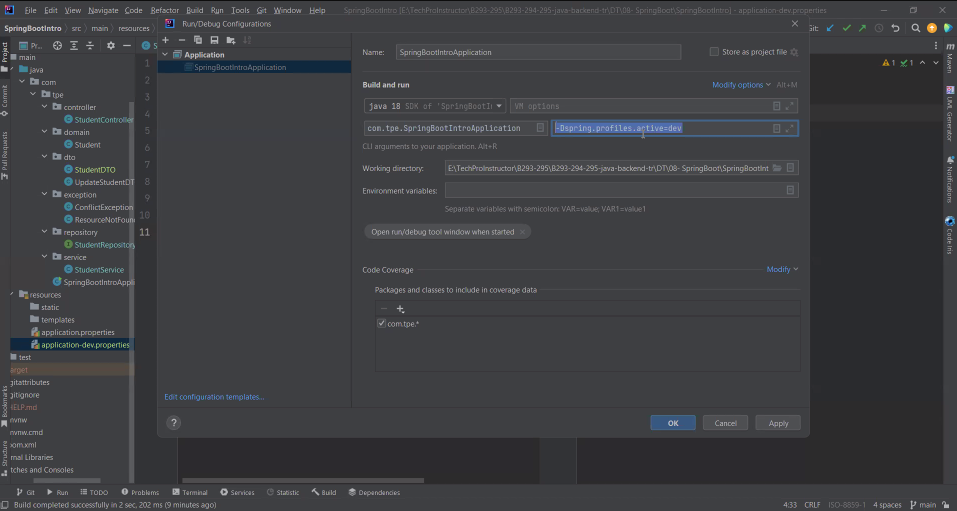 File Edit View Navigate Code Refactor Build Run Tools Git Window Help SpringBootIntro [E:\TechProInstructor\B293-295\B293-294-295-java-backend-tr\DT\08- SpringBoot\SpringBootIntro] - application-dev.properties
SpringBootIntro src main resources
Git:
Run/Debug Configurations
Pr...
main
java
com
tpe
controller
StudentController
domain
Student
dto
StudentDTO
UpdateStudentDT
exception
ConflictException
ResourceNotFoun
repository
StudentRepository
service
StudentService
SpringBootIntroAppli
resources
static
templates
application.properties
application-dev.properties
test
arget
gitattributes
gitignore
HELP.md
nvnw
nvnw.cmd
om.xml
mal Libraries
tches and Consoles
Project
Commit
Pull Requests
Bookmarks
Structure
1
2
3
4
5
6
7
8
9
10
11
Application
SpringBootIntroApplication
Edit configuration templates...
Name: SpringBootIntroApplication Store as project file
Build and run Modify options Alt+M
java 18 SDK of 'SpringBootI VM options
com.tpe.SpringBootIntroApplication -Dspring.profiles.active=dev
CLI arguments to your application. Alt+R
Working directory: E:\TechProInstructor\B293-295\B293-294-295-java-backend-tr\DT\08- SpringBoot\SpringBootInt
Environment variables:
Separate variables with semicolon: VAR=value; VAR1=value1
Open run/debug tool window when started
Code Coverage Modify
Packages and classes to include in coverage data
com.tpe.*
OK Cancel Apply
1 1
Maven
UML Generator
Notifications
Code Iris
Git Run TODO Problems Terminal Services Statistic Build Dependencies
Build completed successfully in 2 sec, 202 ms (9 minutes ago) 4:33 CRLF ISO-8859-1 4 spaces main